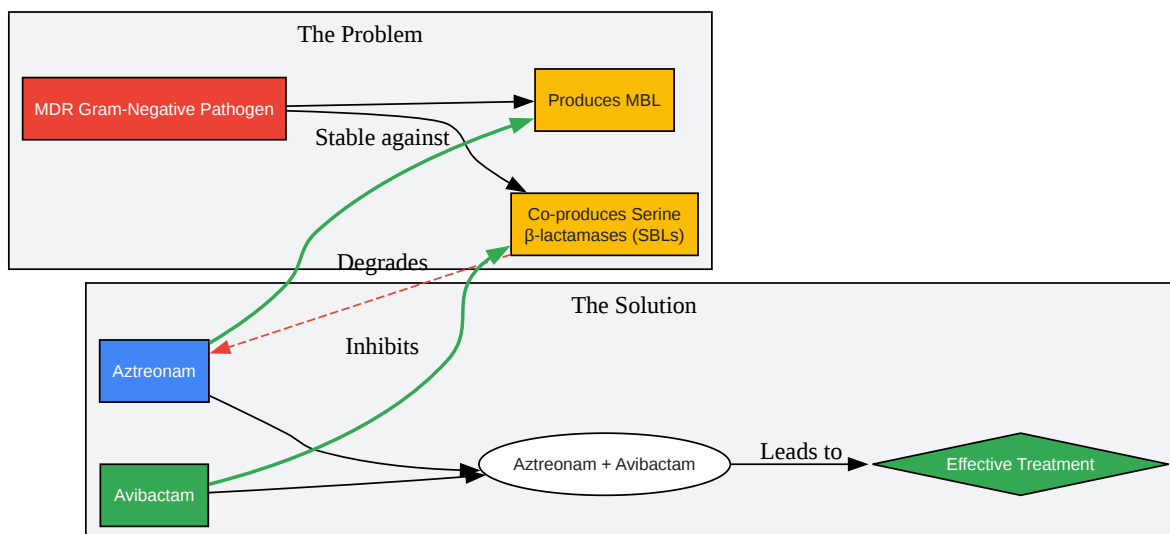 The Problem
MDR Gram-Negative Pathogen
Produces MBL
Stable against
Co-produces Serine
β-lactamases (SBLs)
Degrades
The Solution
Inhibits
Aztreonam
Avibactam
Aztreonam + Avibactam
Leads to
Effective Treatment